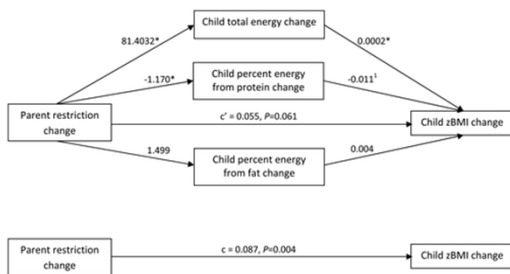 Child total energy change
81.4032*
0.0002*
Child percent energy
from protein change
-1.170*
-0.011¹
Parent restriction
change
c' = 0.055, P=0.061
Child zBMI change
1.499
Child percent energy
from fat change
0.004
Parent restriction
change
c = 0.087, P=0.004
Child zBMI change